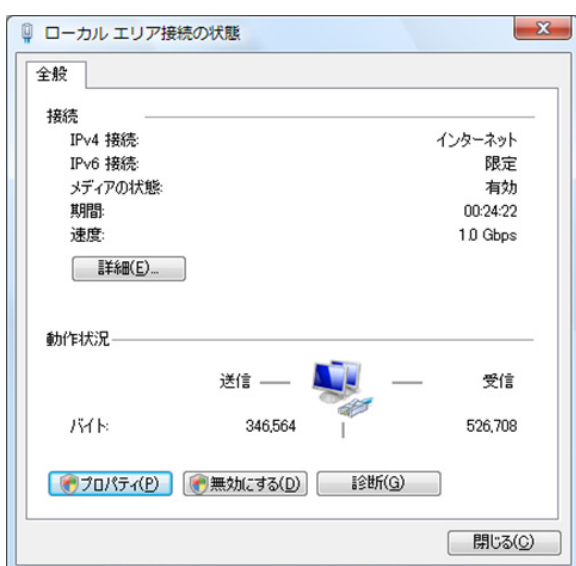 ローカル エリア接続の状態
全般
接続
IPv4 接続: インターネット
IPv6 接続: 限定
メディアの状態: 有効
期間: 00:24:22
速度: 1.0 Gbps
詳細(E)...
動作状況
送信 受信
バイト: 346,564 526,708
プロパティ(P) 無効にする(D) 診断(G)
閉じる(C)